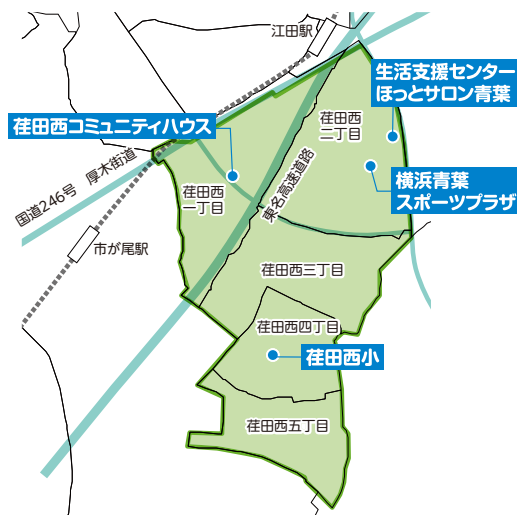 江田駅
生活支援センター
ほっとサロン青葉
荏田西コミュニティハウス
荏田西
二丁目
国道246号 厚木街道
東名高速道路
横浜青葉
スポーツプラザ
荏田西
一丁目
市が尾駅
荏田西三丁目
荏田西四丁目
荏田西小
荏田西五丁目